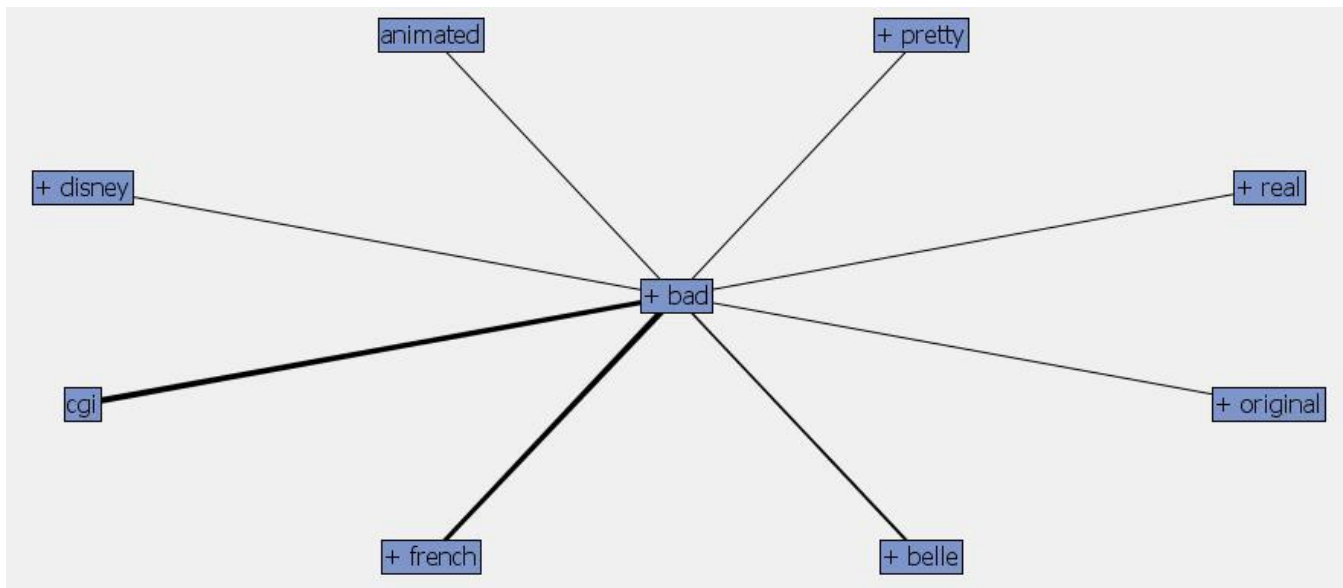 animated
+ pretty
+ disney
+ real
+ bad
cgi
+ original
+ french
+ belle